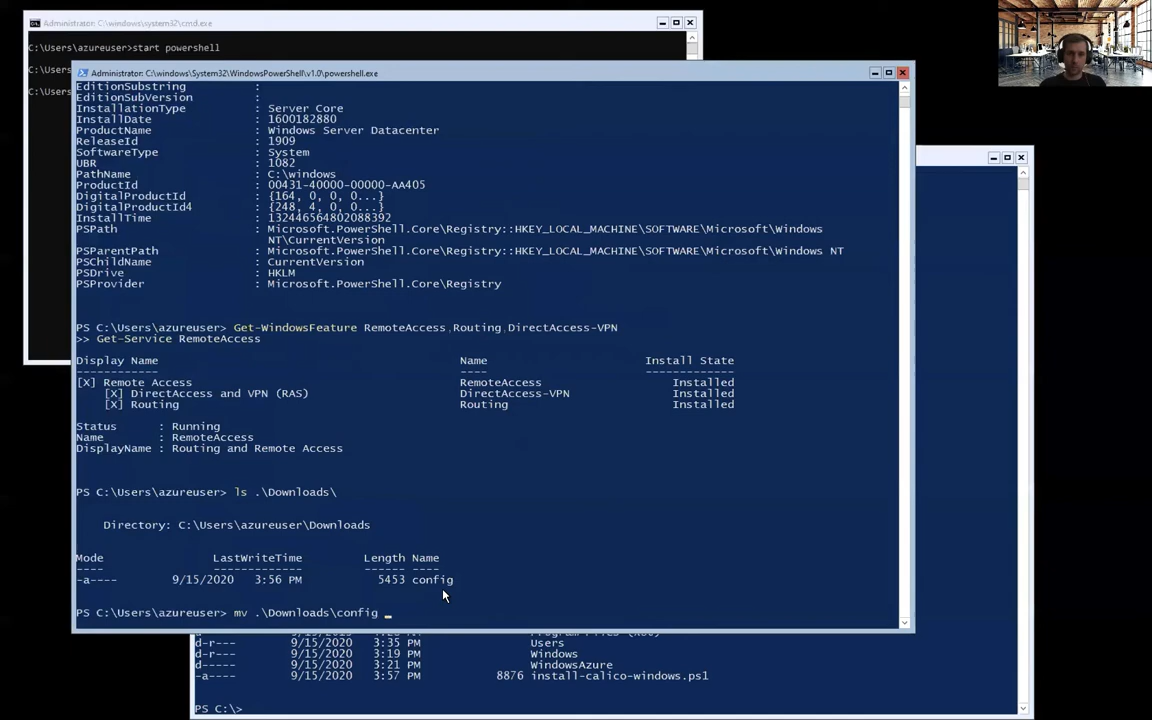 Administrator: C:\windows\system32\cmd.exe
C:\Users\azureuser>start powershell
C:\Users
C:\Users
Administrator: C:\windows\System32\WindowsPowerShell\v1.0\powershell.exe
EditionSubstring :
EditionSubVersion :
InstallationType : Server Core
InstallDate : 1600182880
ProductName : Windows Server Datacenter
ReleaseId : 1909
SoftwareType : System
UBR : 1082
PathName : C:\windows
ProductId : 00431-40000-00000-AA405
DigitalProductId : {164, 0, 0, 0...}
DigitalProductId4 : {248, 4, 0, 0...}
InstallTime : 132446564802088392
PSPath : Microsoft.PowerShell.Core\Registry::HKEY_LOCAL_MACHINE\SOFTWARE\Microsoft\Windows
NT\CurrentVersion
PSParentPath : Microsoft.PowerShell.Core\Registry::HKEY_LOCAL_MACHINE\SOFTWARE\Microsoft\Windows NT
PSChildName : CurrentVersion
PSDrive : HKLM
PSProvider : Microsoft.PowerShell.Core\Registry
PS C:\Users\azureuser> Get-WindowsFeature RemoteAccess,Routing,DirectAccess-VPN
>> Get-Service RemoteAccess
Display Name Name Install State
------------ ---- -------------
[X] Remote Access RemoteAccess Installed
[X] DirectAccess and VPN (RAS) DirectAccess-VPN Installed
[X] Routing Routing Installed
Status : Running
Name : RemoteAccess
DisplayName : Routing and Remote Access
PS C:\Users\azureuser> ls .\Downloads\
Directory: C:\Users\azureuser\Downloads
Mode LastWriteTime Length Name
---- ------------- ------ ----
-a---- 9/15/2020 3:56 PM 5453 config
PS C:\Users\azureuser> mv .\Downloads\config _
d-r--- 9/15/2020 3:35 PM Users
d-r--- 9/15/2020 3:19 PM Windows
d----- 9/15/2020 3:21 PM WindowsAzure
-a---- 9/15/2020 3:57 PM 8876 install-calico-windows.ps1
PS C:\>